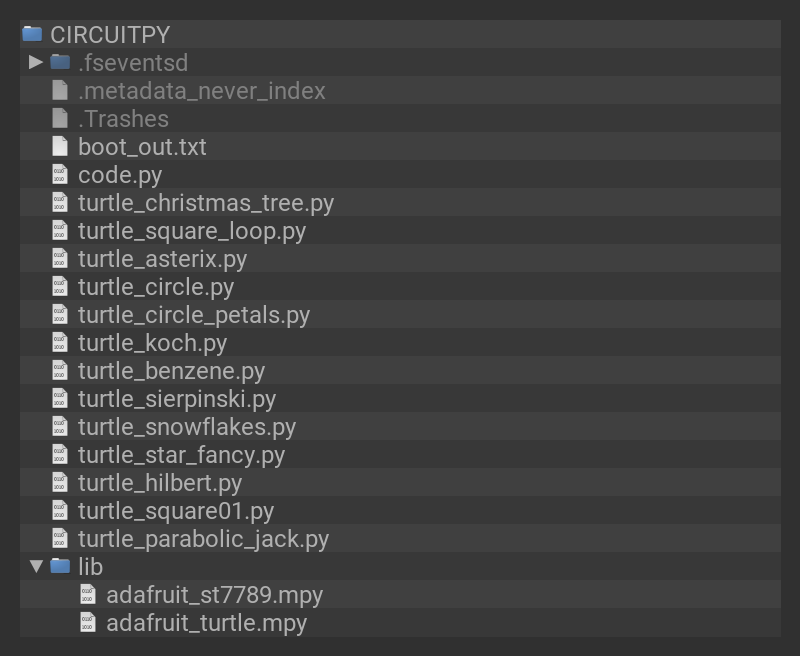 CIRCUITPY
.fseventsd
.metadata_never_index
.Trashes
boot_out.txt
code.py
turtle_christmas_tree.py
turtle_square_loop.py
turtle_asterix.py
turtle_circle.py
turtle_circle_petals.py
turtle_koch.py
turtle_benzene.py
turtle_sierpinski.py
turtle_snowflakes.py
turtle_star_fancy.py
turtle_hilbert.py
turtle_square01.py
turtle_parabolic_jack.py
lib
adafruit_st7789.mpy
adafruit_turtle.mpy